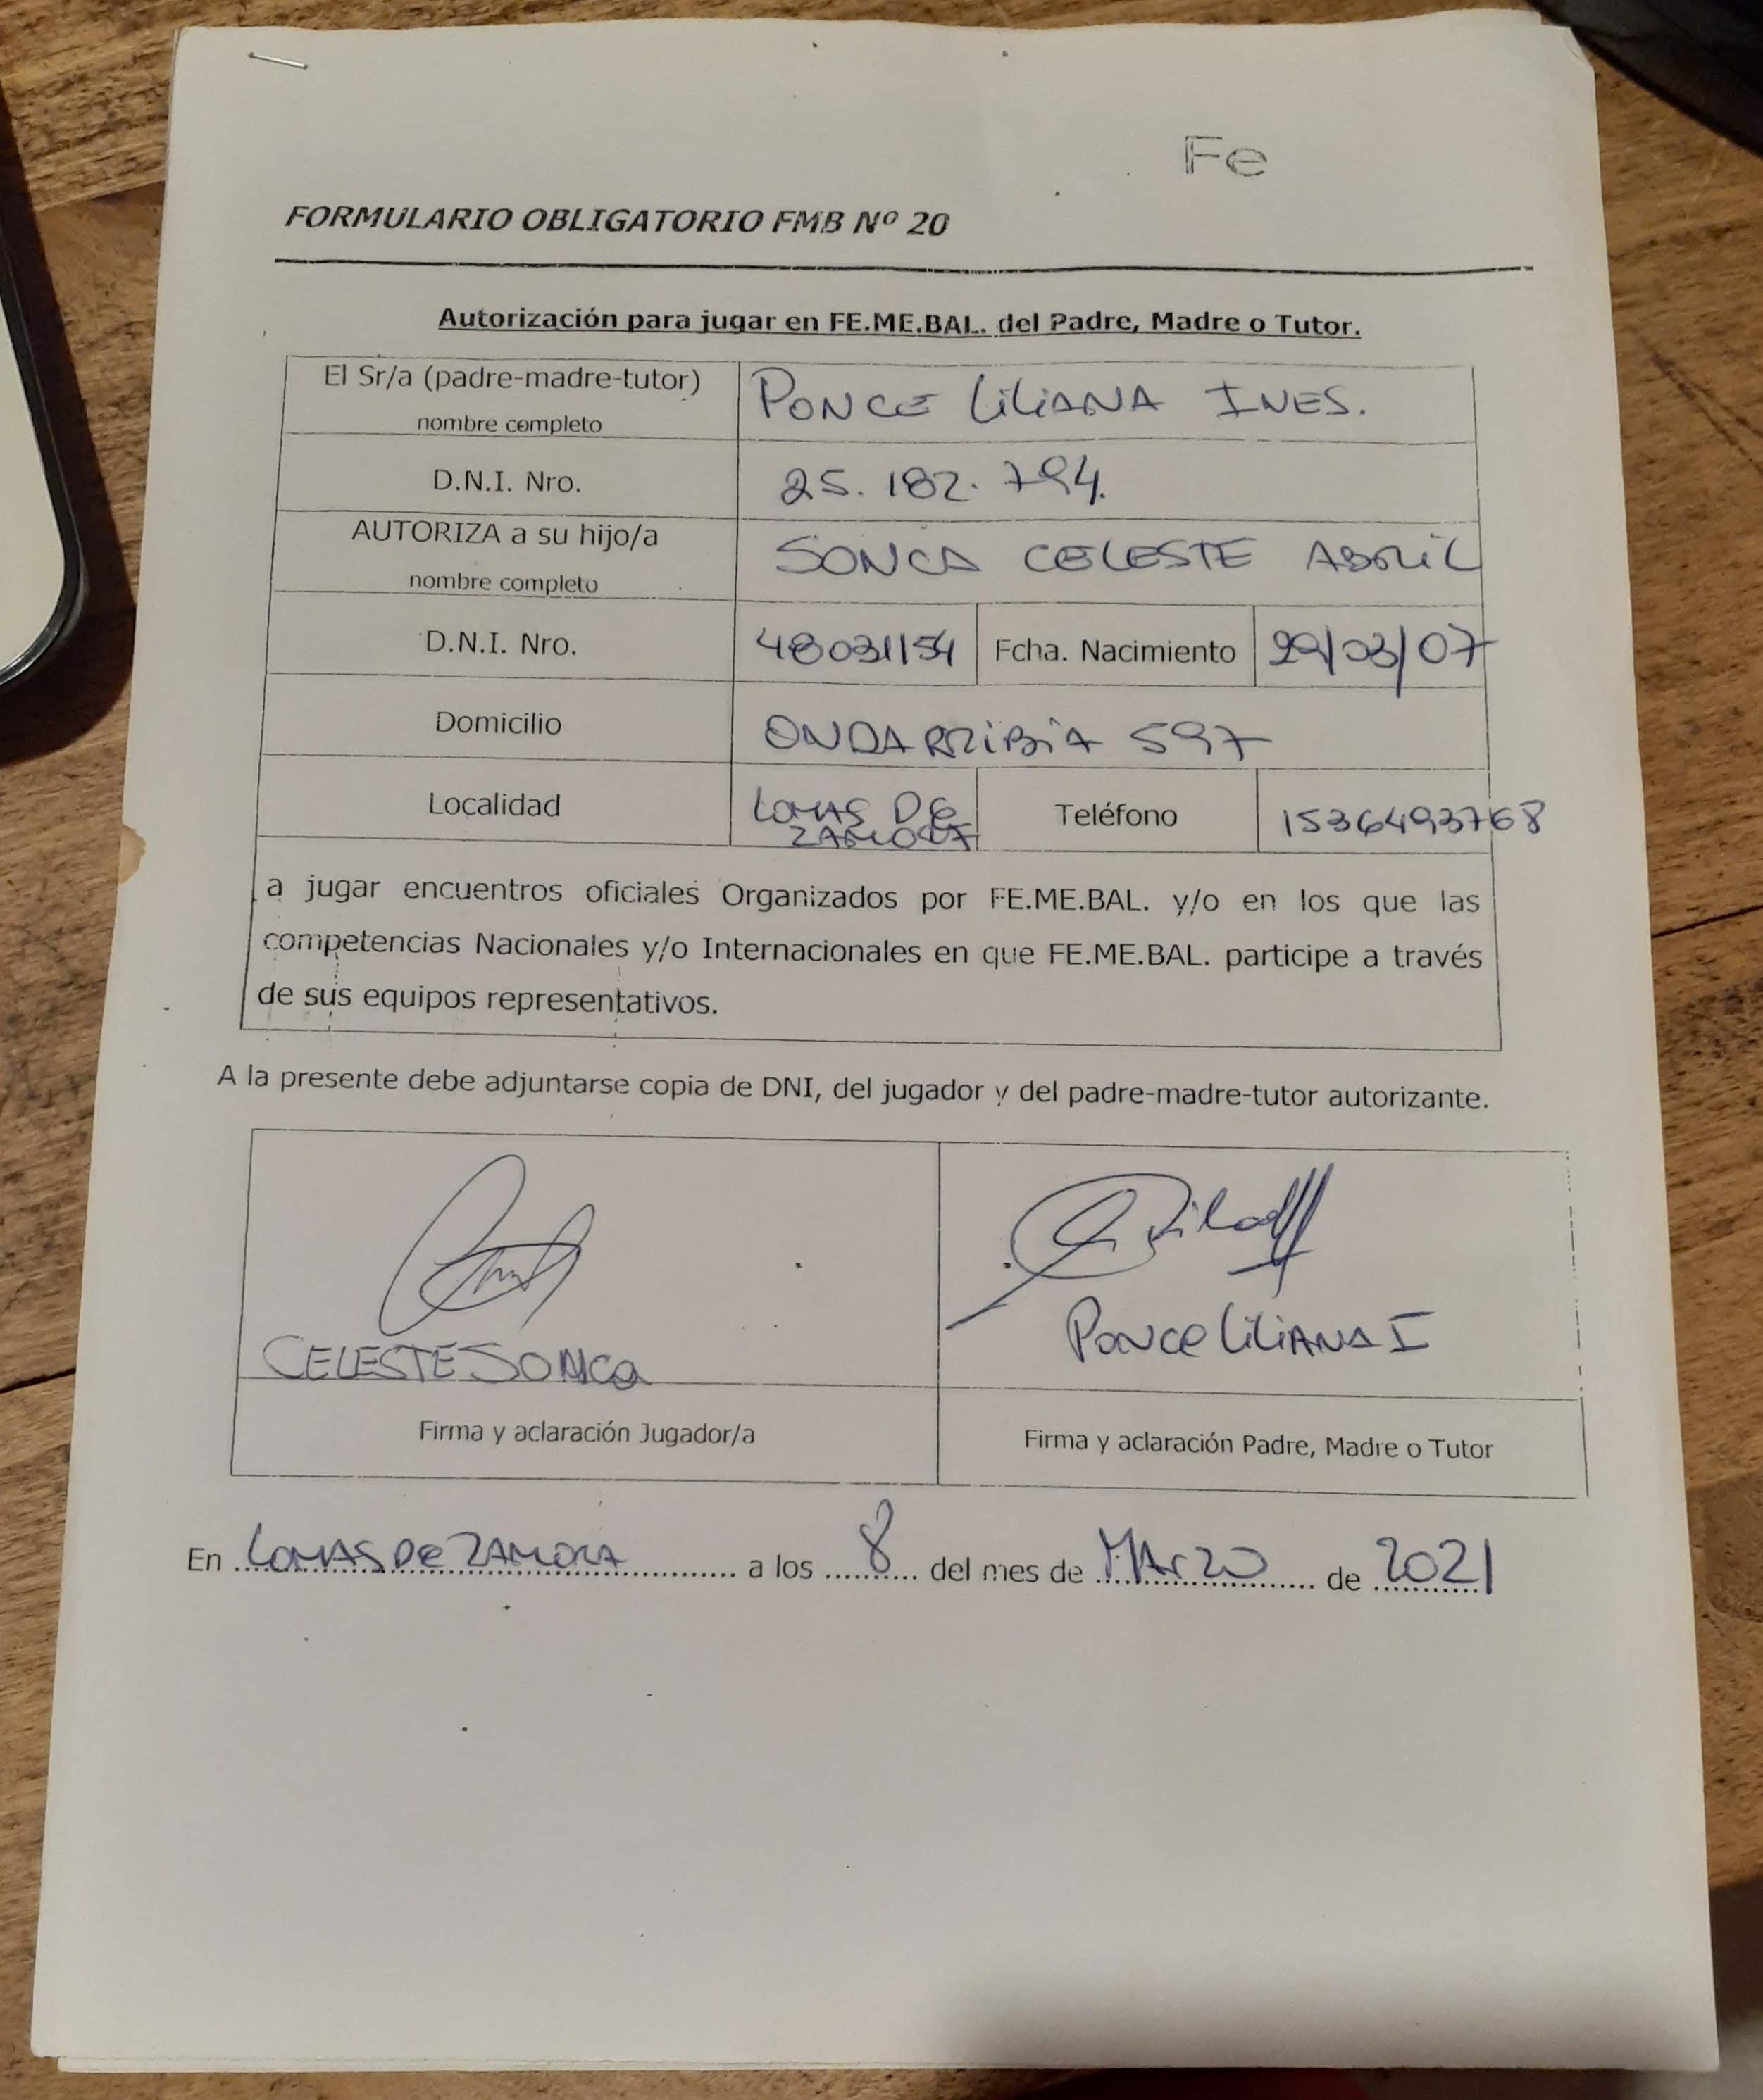 Fe
FORMULARIO OBLIGATORIO FMB Nº 20
Autorización para jugar en FE.ME.BAL. del Padre, Madre o Tutor.
El Sr/a (padre-madre-tutor) PONCE LILIANA INES.
nombre completo
D.N.I. Nro. 25.182.794.
AUTORIZA a su hijo/a SONCO CELESTE ABRIL
nombre completo
D.N.I. Nro. 48031154 Fcha. Nacimiento 29/03/07
Domicilio ONDARRIBIA 597
Localidad LOMAS DE Teléfono 1536493768
ZAMORA
a jugar encuentros oficiales Organizados por FE.ME.BAL. y/o en los que las
competencias Nacionales y/o Internacionales en que FE.ME.BAL. participe a través
de sus equipos representativos.
A la presente debe adjuntarse copia de DNI, del jugador y del padre-madre-tutor autorizante.
CELESTE SONCO PONCE LILIANA I
Firma y aclaración Jugador/a Firma y aclaración Padre, Madre o Tutor
En LOMAS De ZAMORA a los 8 del mes de MArZO de 2021